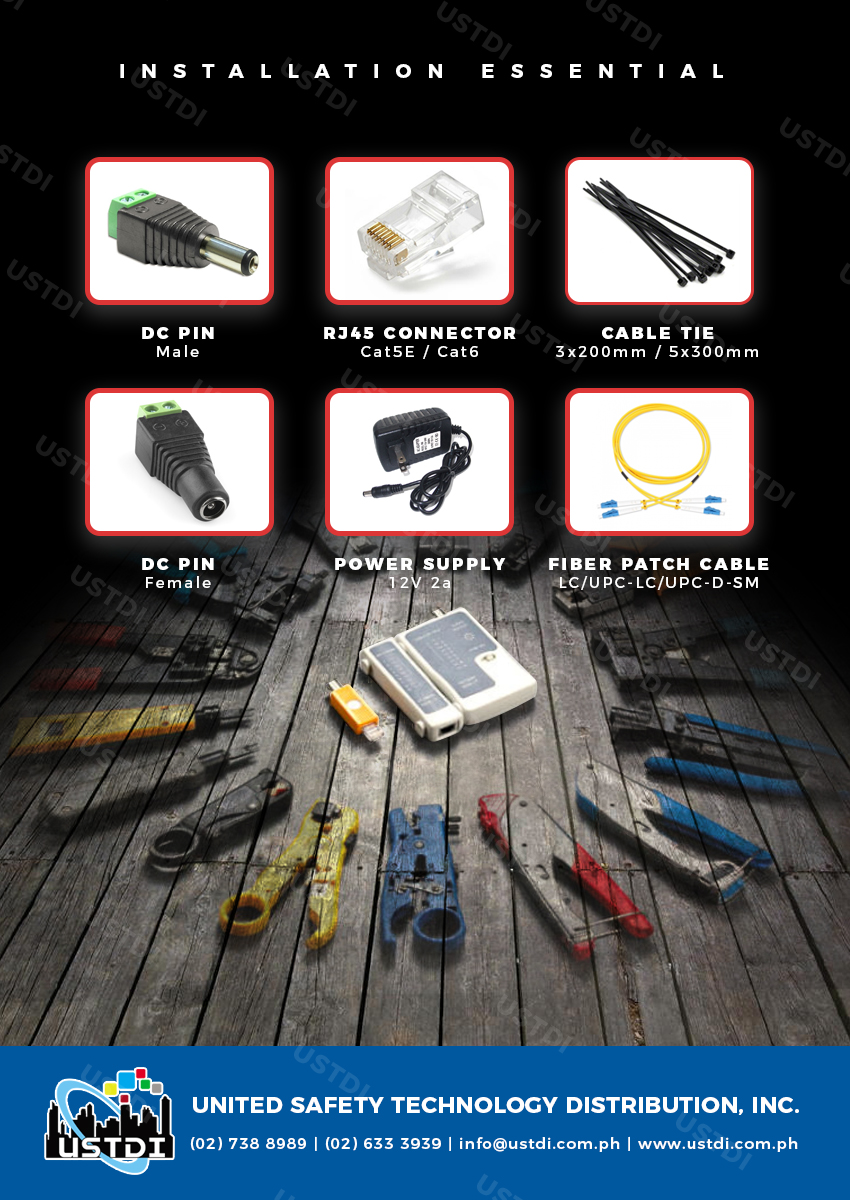 INSTALLATION ESSENTIAL
DC PIN
Male
RJ45 CONNECTOR
Cat5E / Cat6
CABLE TIE
3x200mm / 5x300mm
DC PIN
Female
POWER SUPPLY
12V 2a
FIBER PATCH CABLE
LC/UPC-LC/UPC-D-SM
USTDI
UNITED SAFETY TECHNOLOGY DISTRIBUTION, INC.
(02) 738 8989 | (02) 633 3939 | info@ustdi.com.ph | www.ustdi.com.ph